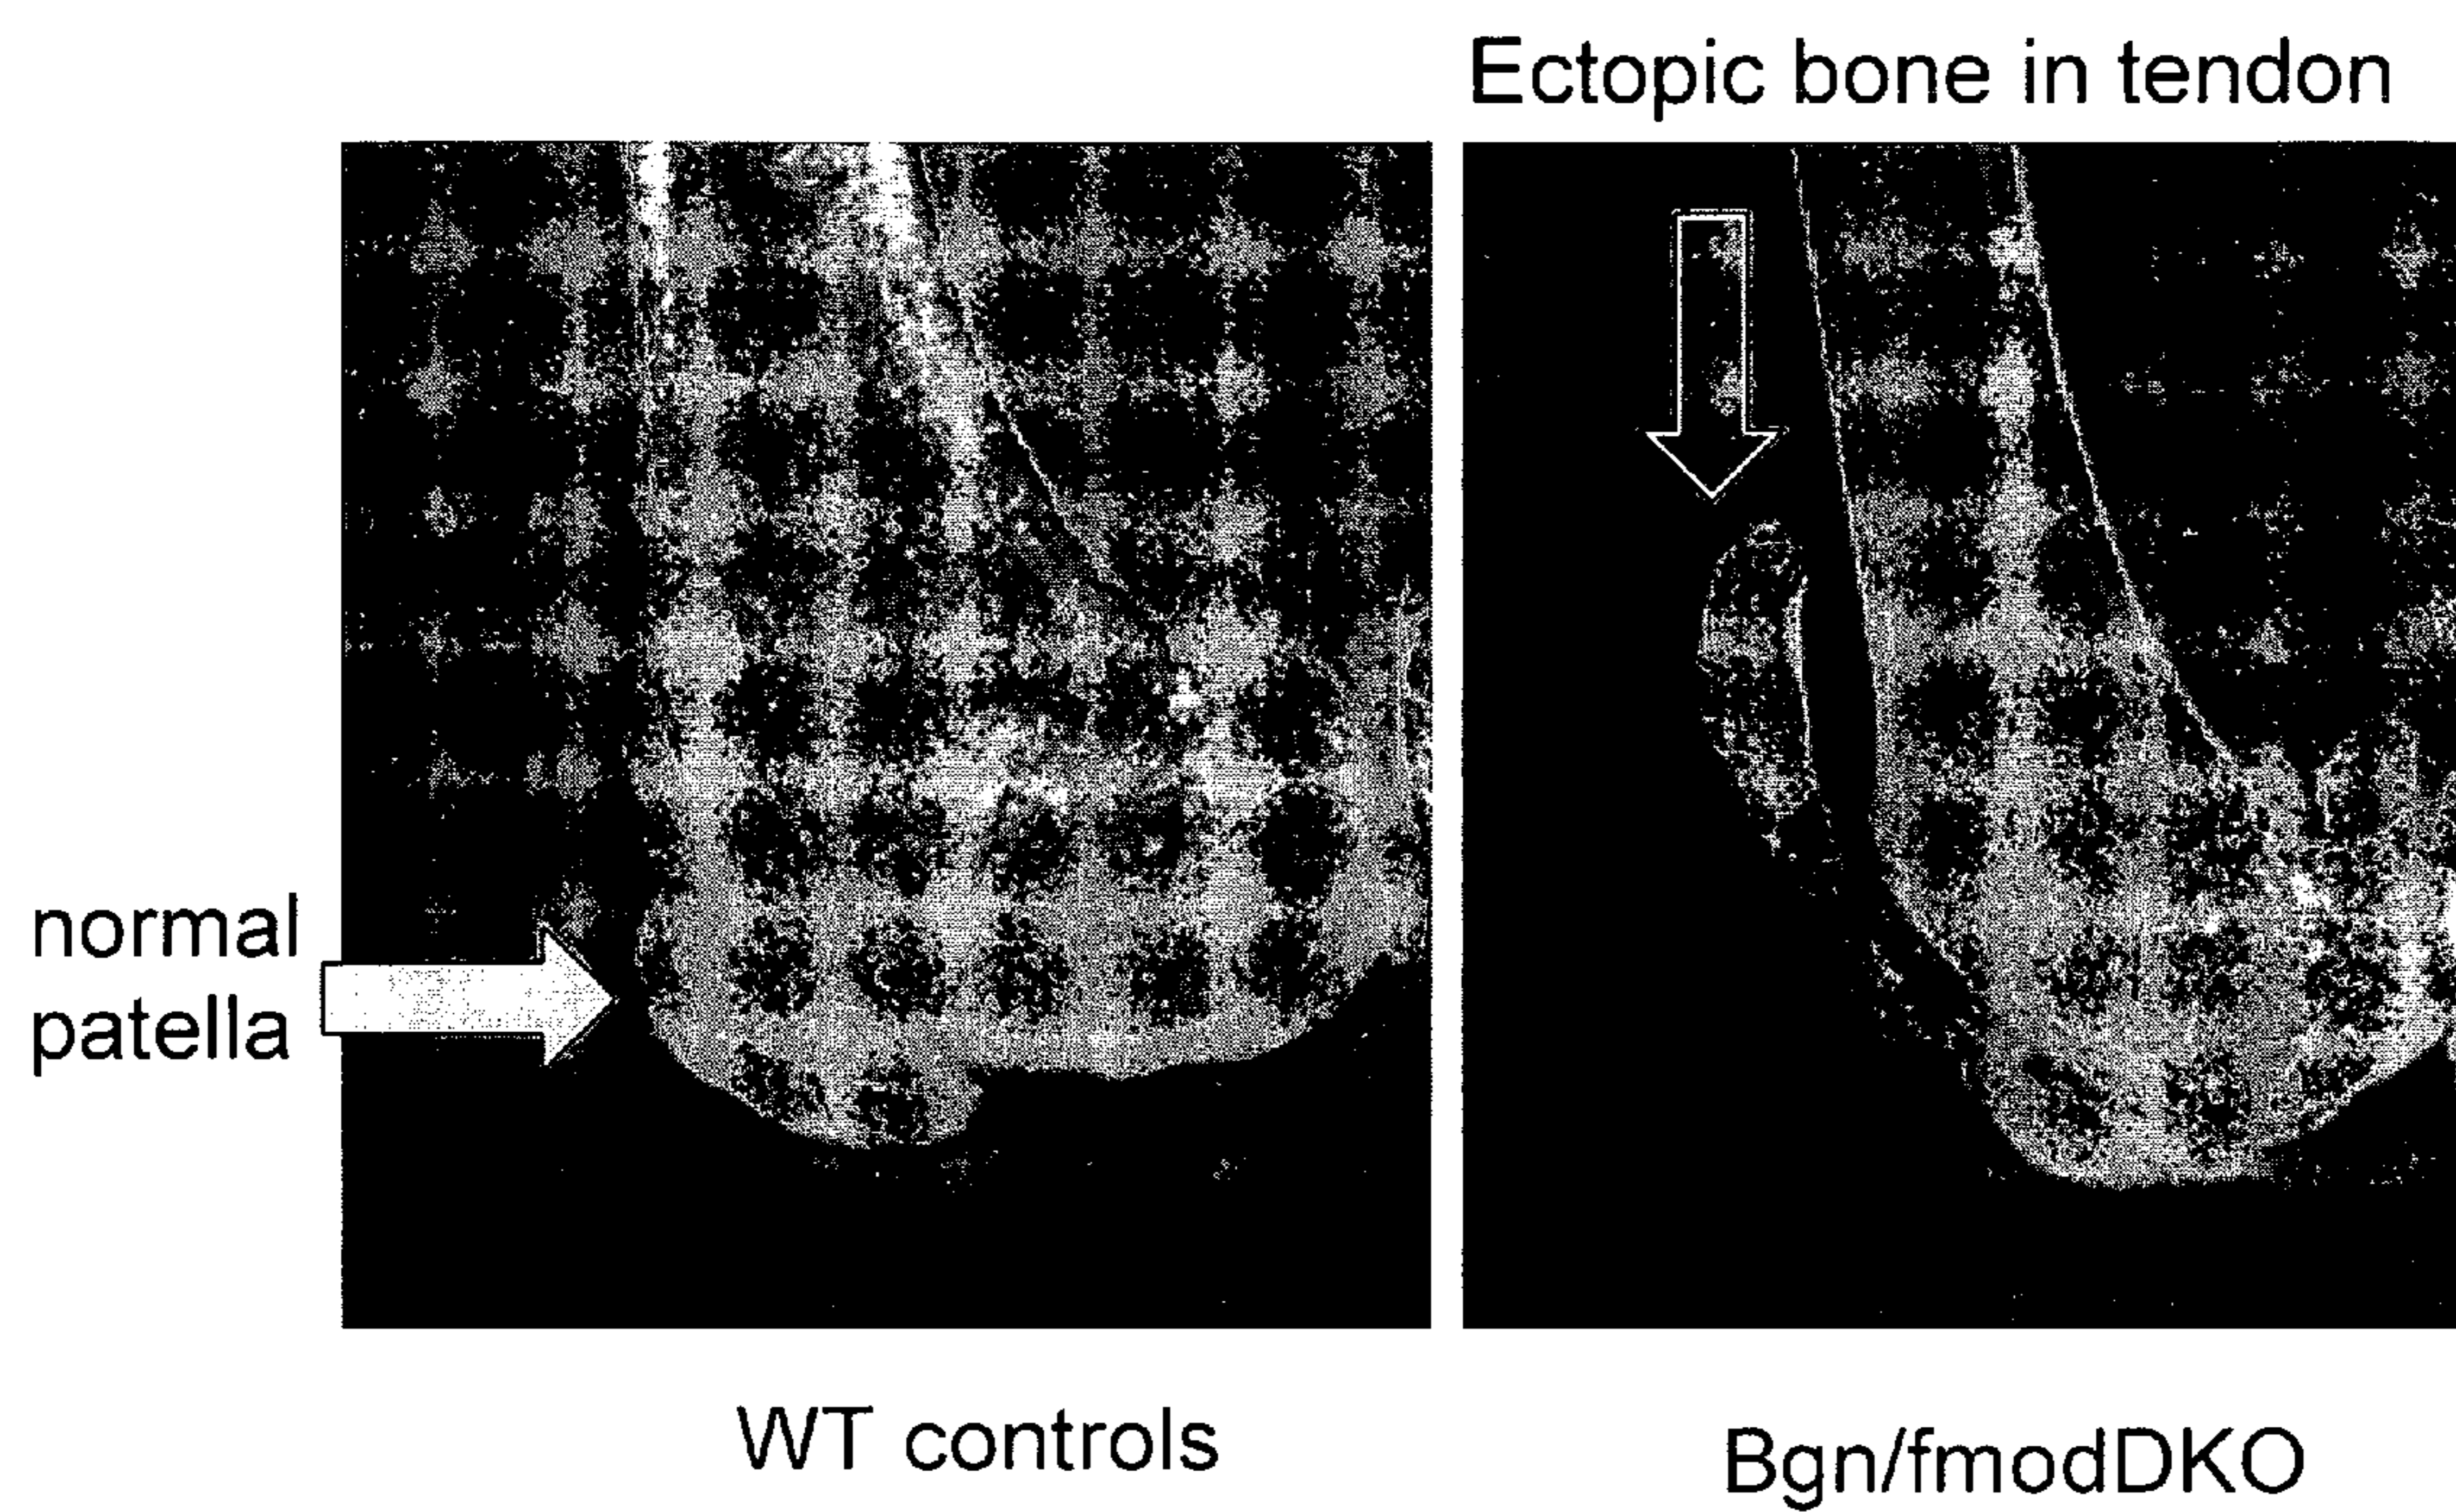 Ectopic bone in tendon
normal
patella
WT controls
Bgn/fmodDKO